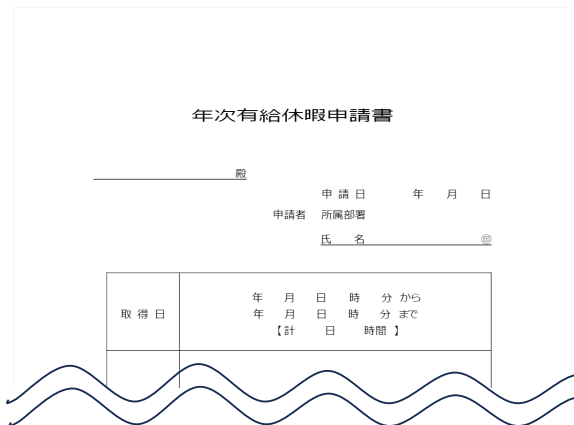 年次有給休暇申請書
殿
申 請 日　　年　月　日
申請者　所属部署
氏　名　　㊞
取 得 日
年　月　日　時　分 から
年　月　日　時　分 まで
【 計　日　時間 】